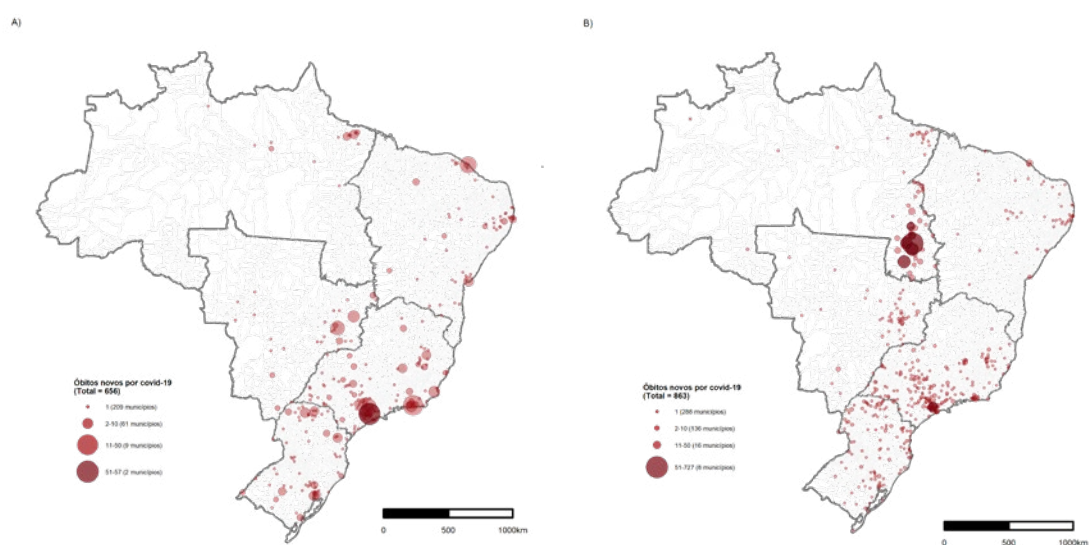 A)
Óbitos novos por covid-19
(Total = 656)
1 (209 municípios)
2-10 (61 municípios)
11-50 (9 municípios)
51-57 (2 municípios)
0 500 1000km
B)
Óbitos novos por covid-19
(Total = 863)
1 (288 municípios)
2-10 (136 municípios)
11-50 (16 municípios)
51-727 (8 municípios)
0 500 1000km